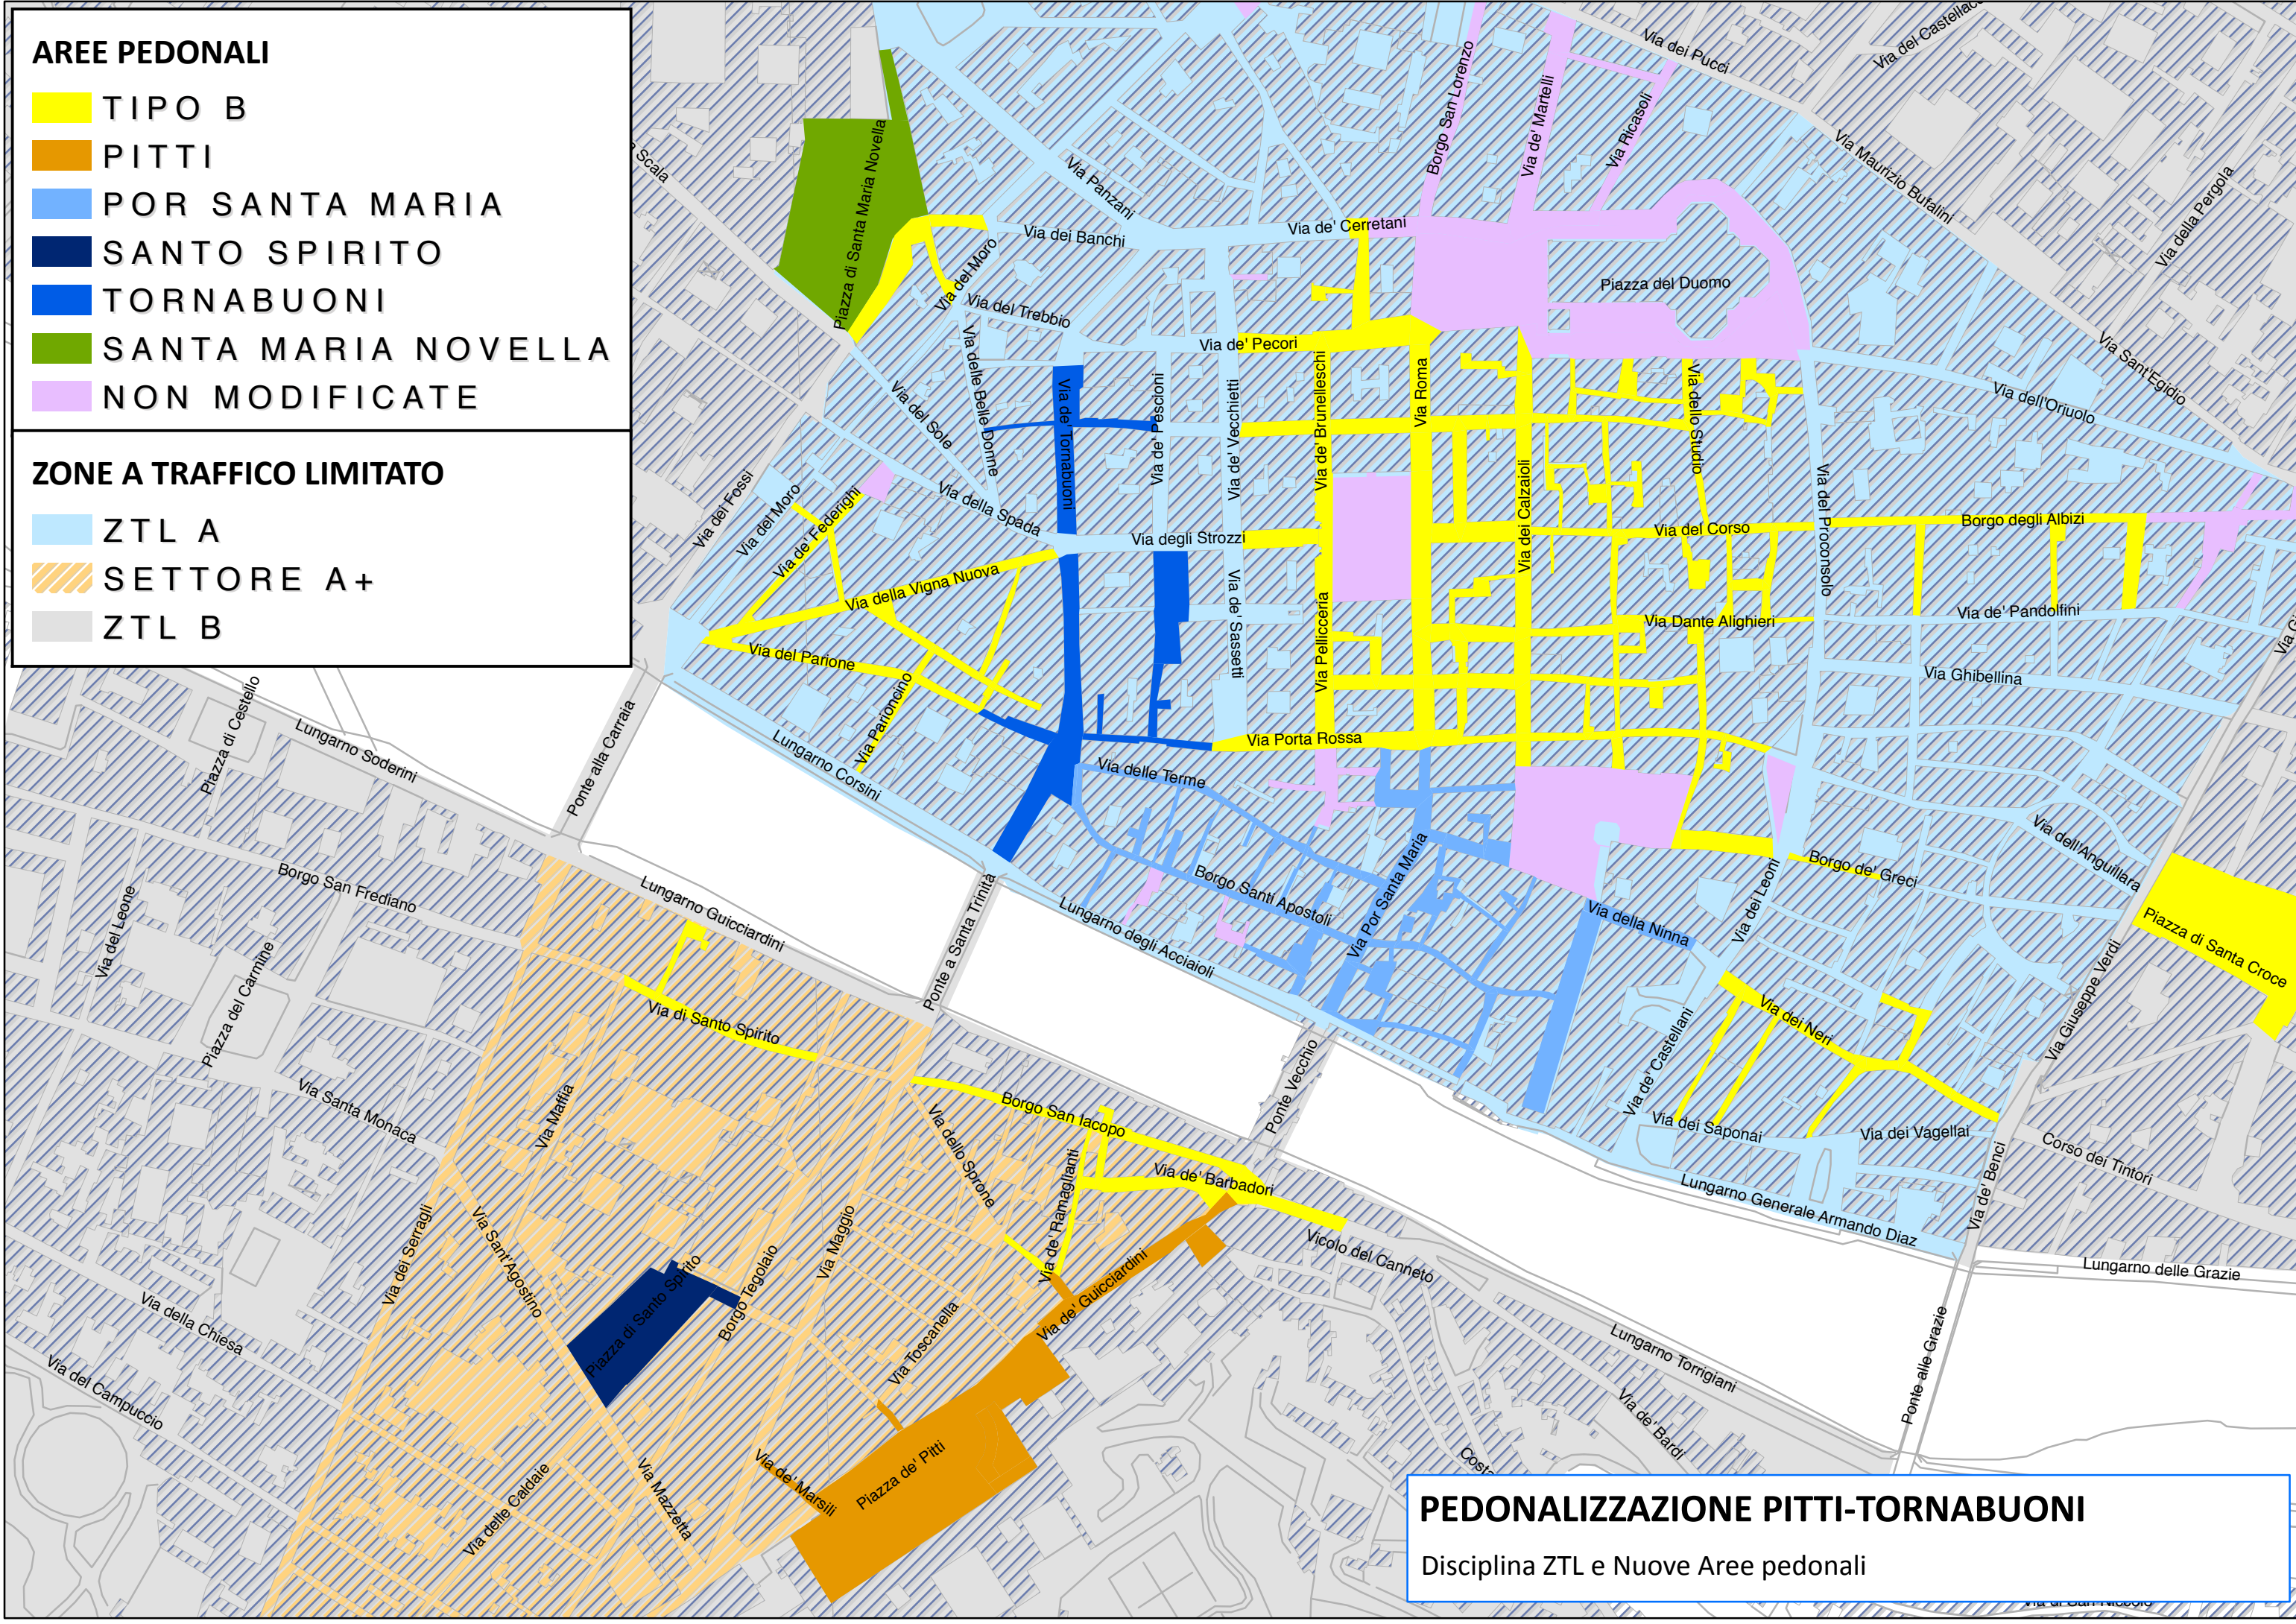 AREE PEDONALI
TIPO B
PITTI
POR SANTA MARIA
SANTO SPIRITO
TORNABUONI
SANTA MARIA NOVELLA
NON MODIFICATE
ZONE A TRAFFICO LIMITATO
ZTL A
SETTORE A+
ZTL B
Scala
Piazza di Santa Maria Novella
Via Panzani
Borgo San Lorenzo
Via de' Martelli
Via Ricasoli
Via dei Pucci
Via Maurizio Bufalini
Via della Pergola
Via Sant'Egidio
Via dei Banchi
Via de' Cerretani
Piazza del Duomo
Via del Moro
Via del Trebbio
Via de' Pecori
Via dell'Oriuolo
Via delle Belle Donne
Via de' Tornabuoni
Via de' Pescioni
Via de' Vecchietti
Via de' Brunelleschi
Via Roma
Via dello Studio
Via del Sole
Via dei Fossi
Via del Moro
Via de' Federighi
Via della Spada
Via degli Strozzi
Via dei Calzaioli
Via del Corso
Via del Proconsolo
Borgo degli Albizi
Via della Vigna Nuova
Via de' Sassetti
Via Pellicceria
Via Dante Alighieri
Via de' Pandolfini
Via Ghibellina
Via del Parione
Via Parioncino
Via Porta Rossa
Via delle Terme
Piazza di Cestello
Lungarno Soderini
Ponte alla Carraia
Lungarno Corsini
Via dell'Anguillara
Borgo de' Greci
Via dei Leoni
Borgo Santi Apostoli
Via Por Santa Maria
Via della Ninna
Piazza di Santa Croce
Via Giuseppe Verdi
Borgo San Frediano
Via del Leone
Piazza del Carmine
Lungarno Guicciardini
Ponte a Santa Trinità
Lungarno degli Acciaioli
Via di Santo Spirito
Via dei Neri
Via de' Castellani
Via Santa Monaca
Via Maffia
Borgo San Iacopo
Ponte Vecchio
Via dei Saponai
Via dei Vagellai
Corso dei Tintori
Via dello Sprone
Via de' Ramaglianti
Via de' Barbadori
Lungarno Generale Armando Diaz
Via de' Benci
Lungarno delle Grazie
Via dei Serragli
Via Sant'Agostino
Piazza di Santo Spirito
Borgo Tegolaio
Via Maggio
Via de' Guicciardini
Vicolo del Canneto
Via della Chiesa
Via del Campuccio
Via Toscanella
Lungarno Torrigiani
Ponte alle Grazie
Via de' Bardi
Via delle Caldaie
Via Mazzetta
Via de' Marsili
Piazza de' Pitti
Costa
PEDONALIZZAZIONE PITTI-TORNABUONI
Disciplina ZTL e Nuove Aree pedonali